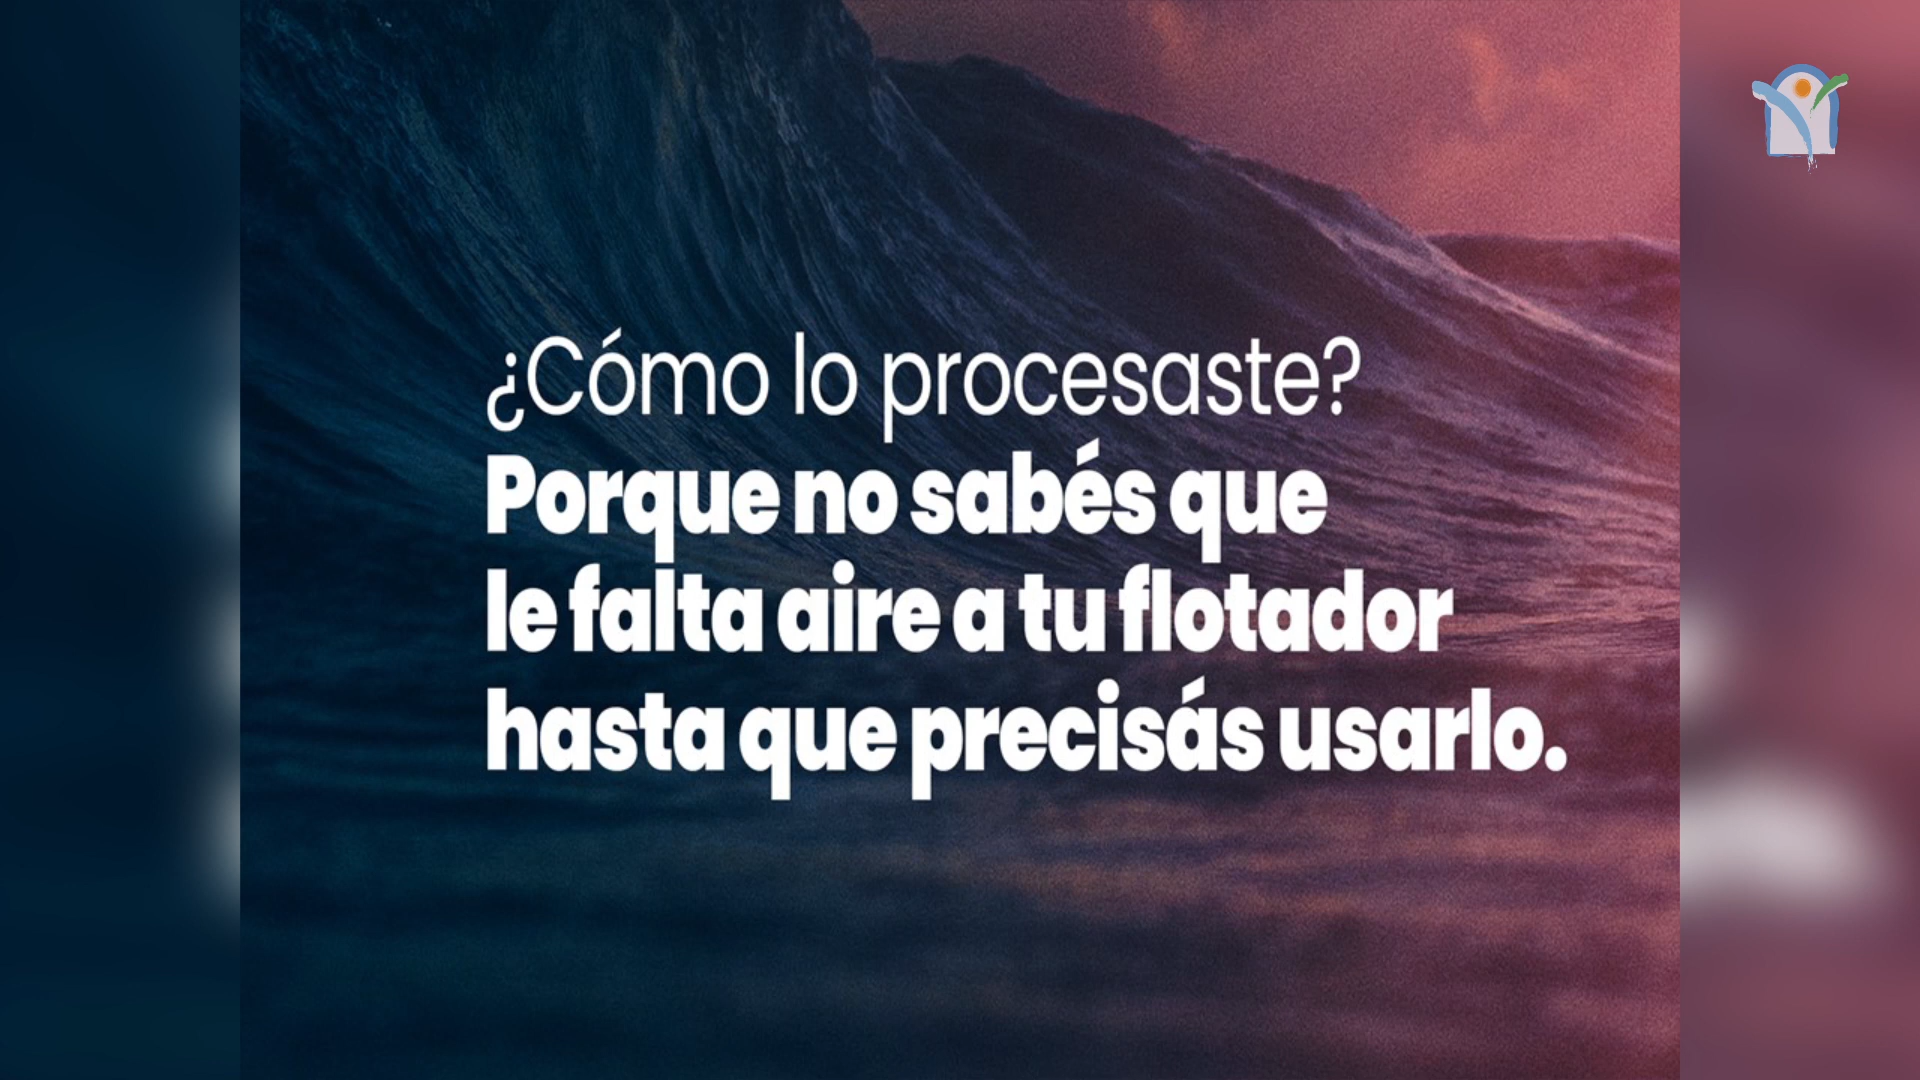 ¿Cómo lo procesaste?
Porque no sabés que
le falta aire a tu flotador
hasta que precisás usarlo.